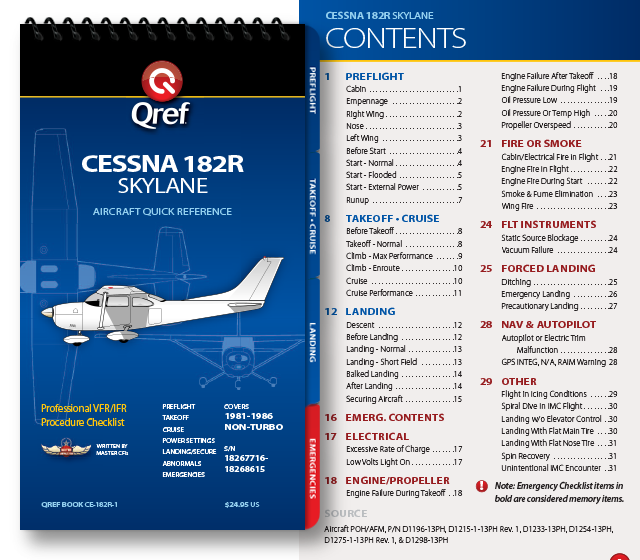 Qref
CESSNA 182R
SKYLANE
AIRCRAFT QUICK REFERENCE
Professional VFR/IFR
Procedure Checklist
WRITTEN BY
MASTER CFIs
PREFLIGHT
TAKEOFF
CRUISE
POWER SETTINGS
LANDING/SECURE
ABNORMALS
EMERGENCIES
COVERS
1981-1986
NON-TURBO
S/N
18267716-
18268615
QREF BOOK CE-182R-1
$24.95 US
PREFLIGHT
TAKEOFF • CRUISE
LANDING
EMERGENCIES
CESSNA 182R SKYLANE
CONTENTS
1 PREFLIGHT
Cabin ..............................1
Empennage ....................2
Right Wing ......................2
Nose ................................3
Left Wing ........................3
Before Start ....................4
Start - Normal ................4
Start - Flooded ...............5
Start - External Power ....5
Runup .............................7
8 TAKEOFF • CRUISE
Before Takeoff .................8
Takeoff - Normal .............8
Climb - Max Performance ...9
Climb - Enroute ..............10
Cruise .............................10
Cruise Performance ........11
12 LANDING
Descent ..........................12
Before Landing ...............12
Landing - Normal ...........13
Landing - Short Field ......13
Balked Landing ..............14
After Landing .................14
Securing Aircraft ............15
16 EMERG. CONTENTS
17 ELECTRICAL
Excessive Rate of Charge ......17
Low Volts Light On ..........17
18 ENGINE/PROPELLER
Engine Failure During Takeoff ..18
Engine Failure After Takeoff ....18
Engine Failure During Flight ....19
Oil Pressure Low .............19
Oil Pressure Or Temp High ....20
Propeller Overspeed .......20
21 FIRE OR SMOKE
Cabin/Electrical Fire in Flight ...21
Engine Fire in Flight ........22
Engine Fire During Start ....22
Smoke & Fume Elimination ...23
Wing Fire ........................23
24 FLT INSTRUMENTS
Static Source Blockage .......24
Vacuum Failure ...............24
25 FORCED LANDING
Ditching ..........................25
Emergency Landing ........26
Precautionary Landing ....27
28 NAV & AUTOPILOT
Autopilot or Electric Trim
Malfunction ....................28
GPS INTEG, N/A, RAIM Warning 28
29 OTHER
Flight in Icing Conditions .....29
Spiral Dive in IMC Flight .....30
Landing w/o Elevator Control ..30
Landing With Flat Main Tire ...30
Landing With Flat Nose Tire ...31
Spin Recovery .................31
Unintentional IMC Encounter ..31
Note: Emergency Checklist items in
bold are considered memory items.
SOURCE
Aircraft POH/AFM, P/N D1196-13PH, D1215-1-13PH Rev. 1, D1233-13PH, D1254-13PH,
D1275-1-13PH Rev. 1, & D1298-13PH